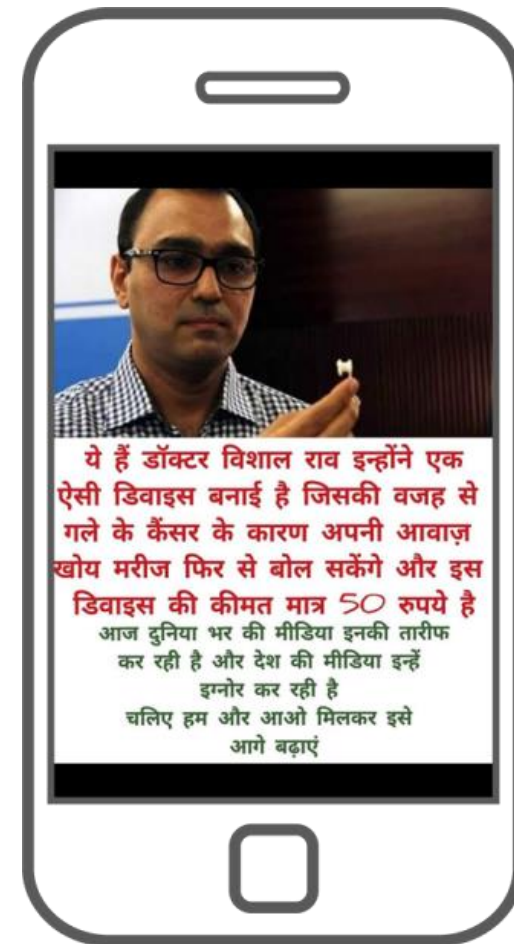 ये हैं डॉक्टर विशाल राव इन्होंने एक
ऐसी डिवाइस बनाई है जिसकी वजह से
गले के कैंसर के कारण अपनी आवाज़
खोय मरीज फिर से बोल सकेंगे और इस
डिवाइस की कीमत मात्र 50 रुपये है
आज दुनिया भर की मीडिया इनकी तारीफ
कर रही है और देश की मीडिया इन्हें
इग्नोर कर रही है
चलिए हम और आओ मिलकर इसे
आगे बढ़ाएं